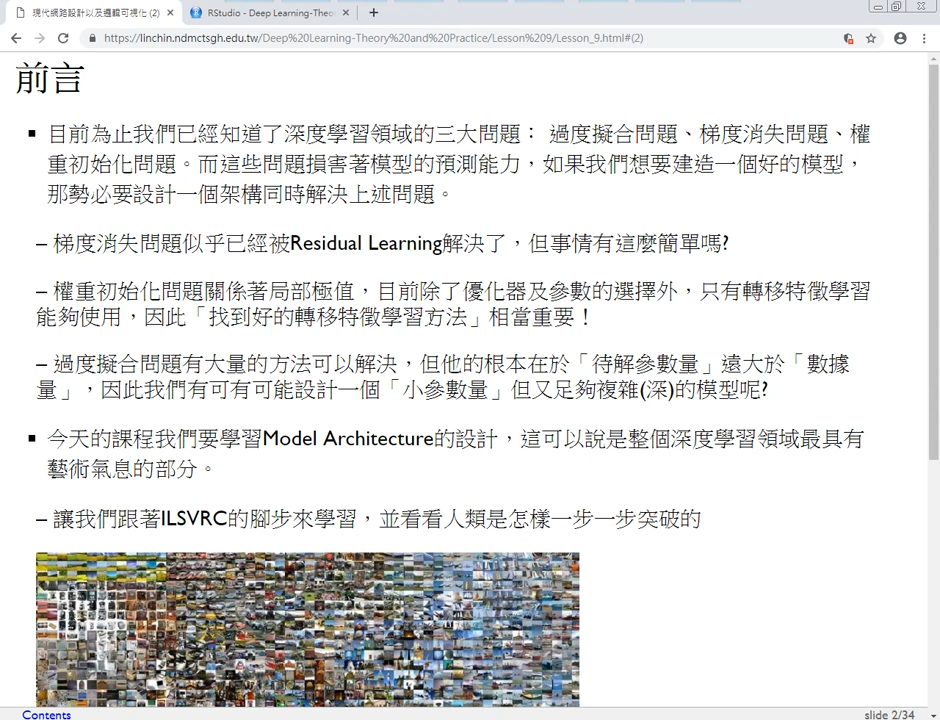 現代網路設計以及邏輯可視化 (2)
RStudio - Deep Learning-Theo
https://linchin.ndmctsgh.edu.tw/Deep%20Learning-Theory%20and%20Practice/Lesson%209/Lesson_9.html#(2)
前言
▪ 目前為止我們已經知道了深度學習領域的三大問題： 過度擬合問題、梯度消失問題、權
重初始化問題。而這些問題損害著模型的預測能力，如果我們想要建造一個好的模型，
那勢必要設計一個架構同時解決上述問題。
– 梯度消失問題似乎已經被Residual Learning解決了，但事情有這麼簡單嗎?
– 權重初始化問題關係著局部極值，目前除了優化器及參數的選擇外，只有轉移特徵學習
能夠使用，因此「找到好的轉移特徵學習方法」相當重要！
– 過度擬合問題有大量的方法可以解決，但他的根本在於「待解參數量」遠大於「數據
量」，因此我們有可有可能設計一個「小參數量」但又足夠複雜(深)的模型呢?
▪ 今天的課程我們要學習Model Architecture的設計，這可以說是整個深度學習領域最具有
藝術氣息的部分。
– 讓我們跟著ILSVRC的腳步來學習，並看看人類是怎樣一步一步突破的
Contents
slide 2/34